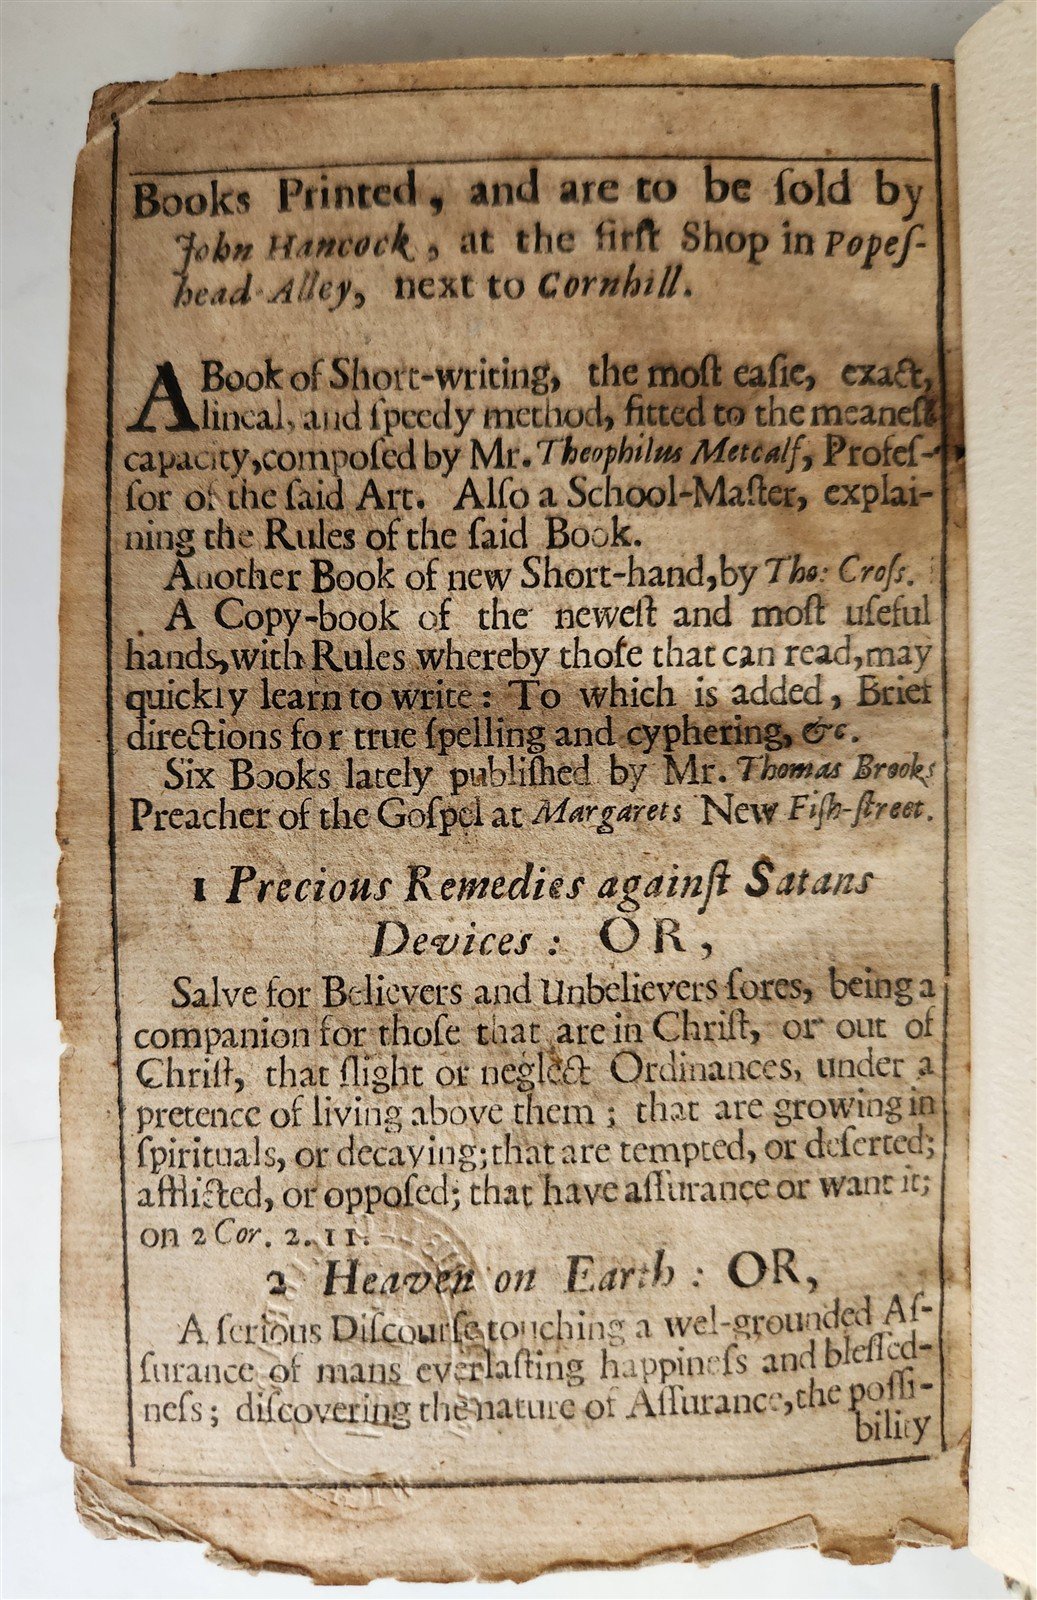 Books Printed, and are to be ſold by
John Hancock, at the firſt Shop in Popeſ-
head-Alley, next to Cornhill.
A Book of Short-writing, the moſt eaſie, exact,
lineal, and ſpeedy method, fitted to the meaneſt
capacity, compoſed by Mr. Theophilus Metcalf, Profeſ-
ſor of the ſaid Art. Alſo a School-Maſter, explai-
ning the Rules of the ſaid Book.
Another Book of new Short-hand, by Tho: Croſs.
A Copy-book of the neweſt and moſt uſeful
hands, with Rules whereby thoſe that can read, may
quickly learn to write: To which is added, Brief
directions for true ſpelling and cyphering, &c.
Six Books lately publiſhed by Mr. Thomas Brooks
Preacher of the Goſpel at Margarets New Fiſh-ſtreet.
1 Precious Remedies againſt Satans
Devices: OR,
Salve for Believers and Unbelievers ſores, being a
companion for thoſe that are in Chriſt, or out of
Chriſt, that ſlight or neglect Ordinances, under a
pretence of living above them; that are growing in
ſpirituals, or decaying; that are tempted, or deſerted;
afflicted, or oppoſed; that have aſſurance or want it;
on 2 Cor. 2. 11.
2 Heaven on Earth: OR,
A ſerious Diſcourſe touching a wel-grounded Aſ-
ſurance of mans everlaſting happineſs and bleſſed-
neſs; diſcovering the nature of Aſſurance, the poſſi-
bility